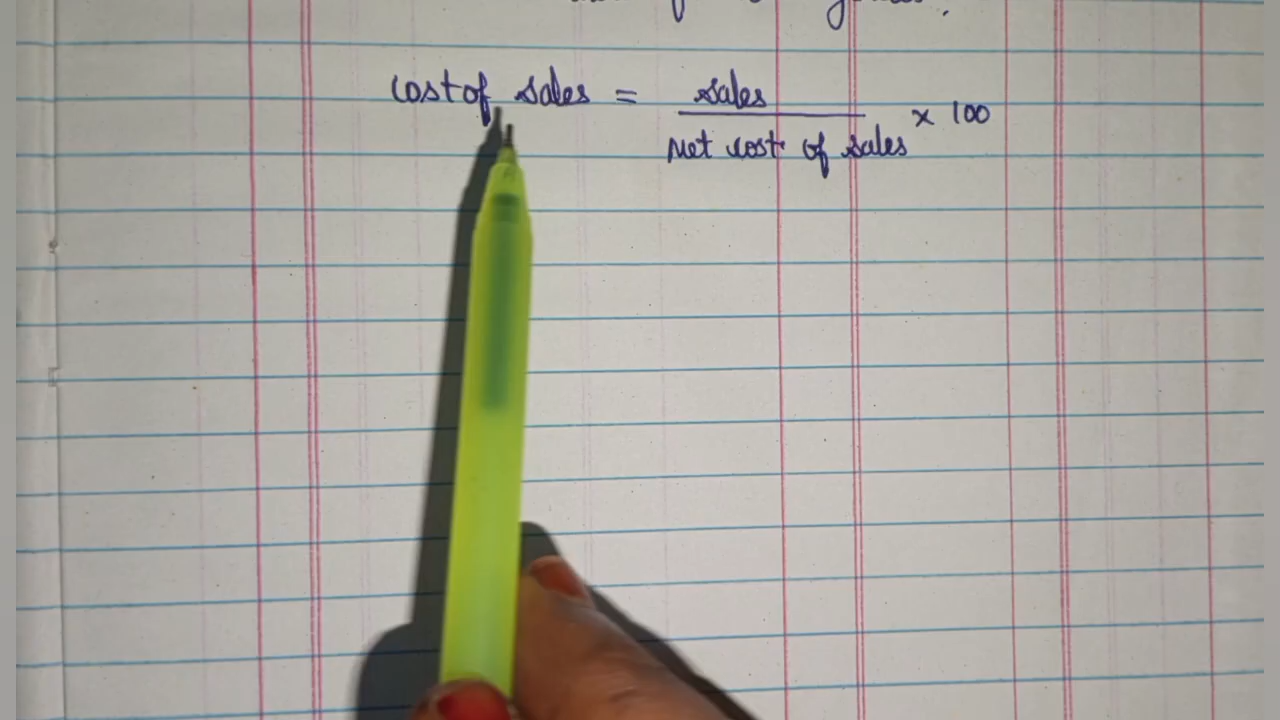 cost of sales = sales / net cost of sales × 100